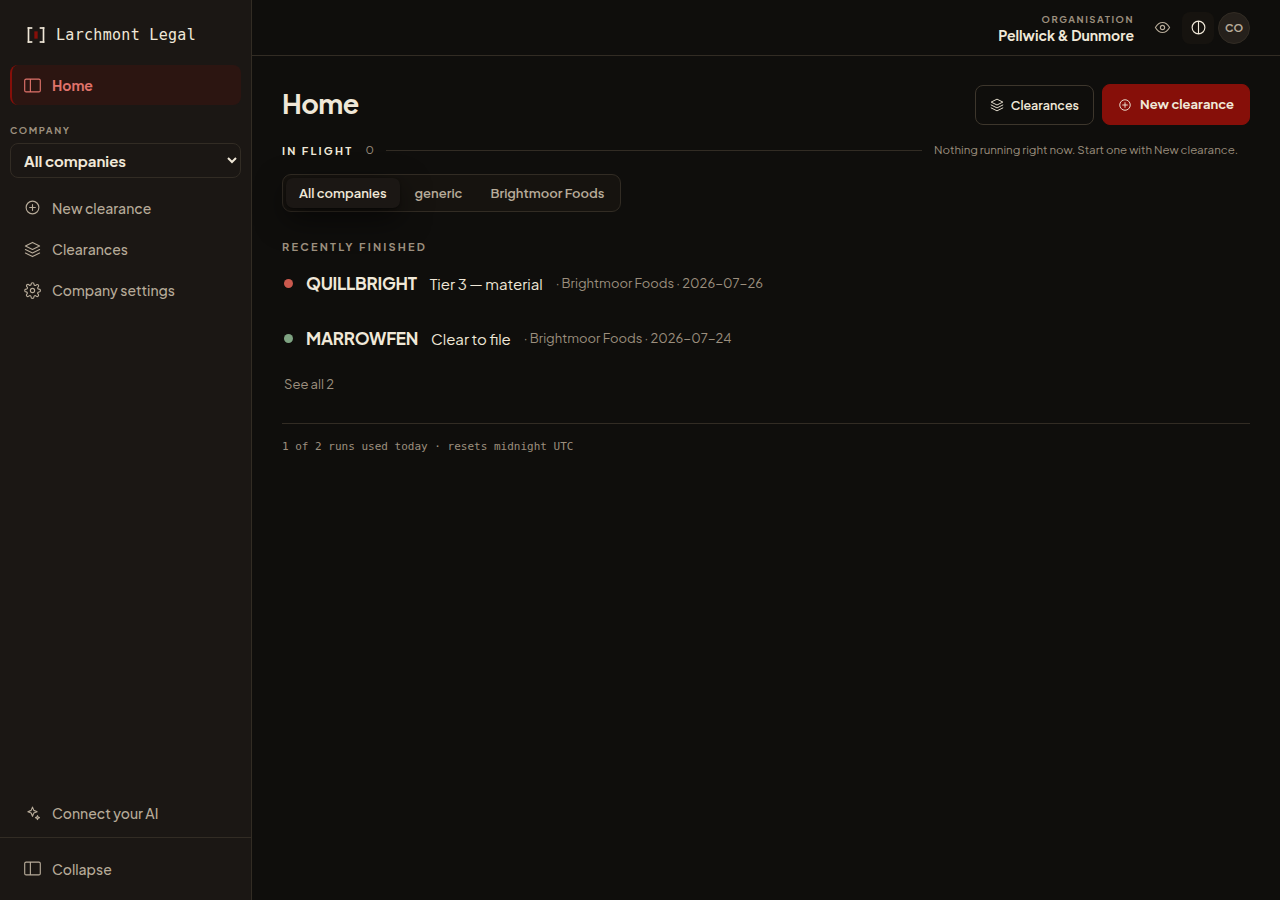 Larchmont Legal
Home
COMPANY
All companies
New clearance
Clearances
Company settings
Connect your AI
Collapse
ORGANISATION
Pellwick & Dunmore
CO
Home
Clearances
New clearance
IN FLIGHT 0
Nothing running right now. Start one with New clearance.
All companies generic Brightmoor Foods
RECENTLY FINISHED
QUILLBRIGHT Tier 3 — material · Brightmoor Foods · 2026-07-26
MARROWFEN Clear to file · Brightmoor Foods · 2026-07-24
See all 2
1 of 2 runs used today · resets midnight UTC